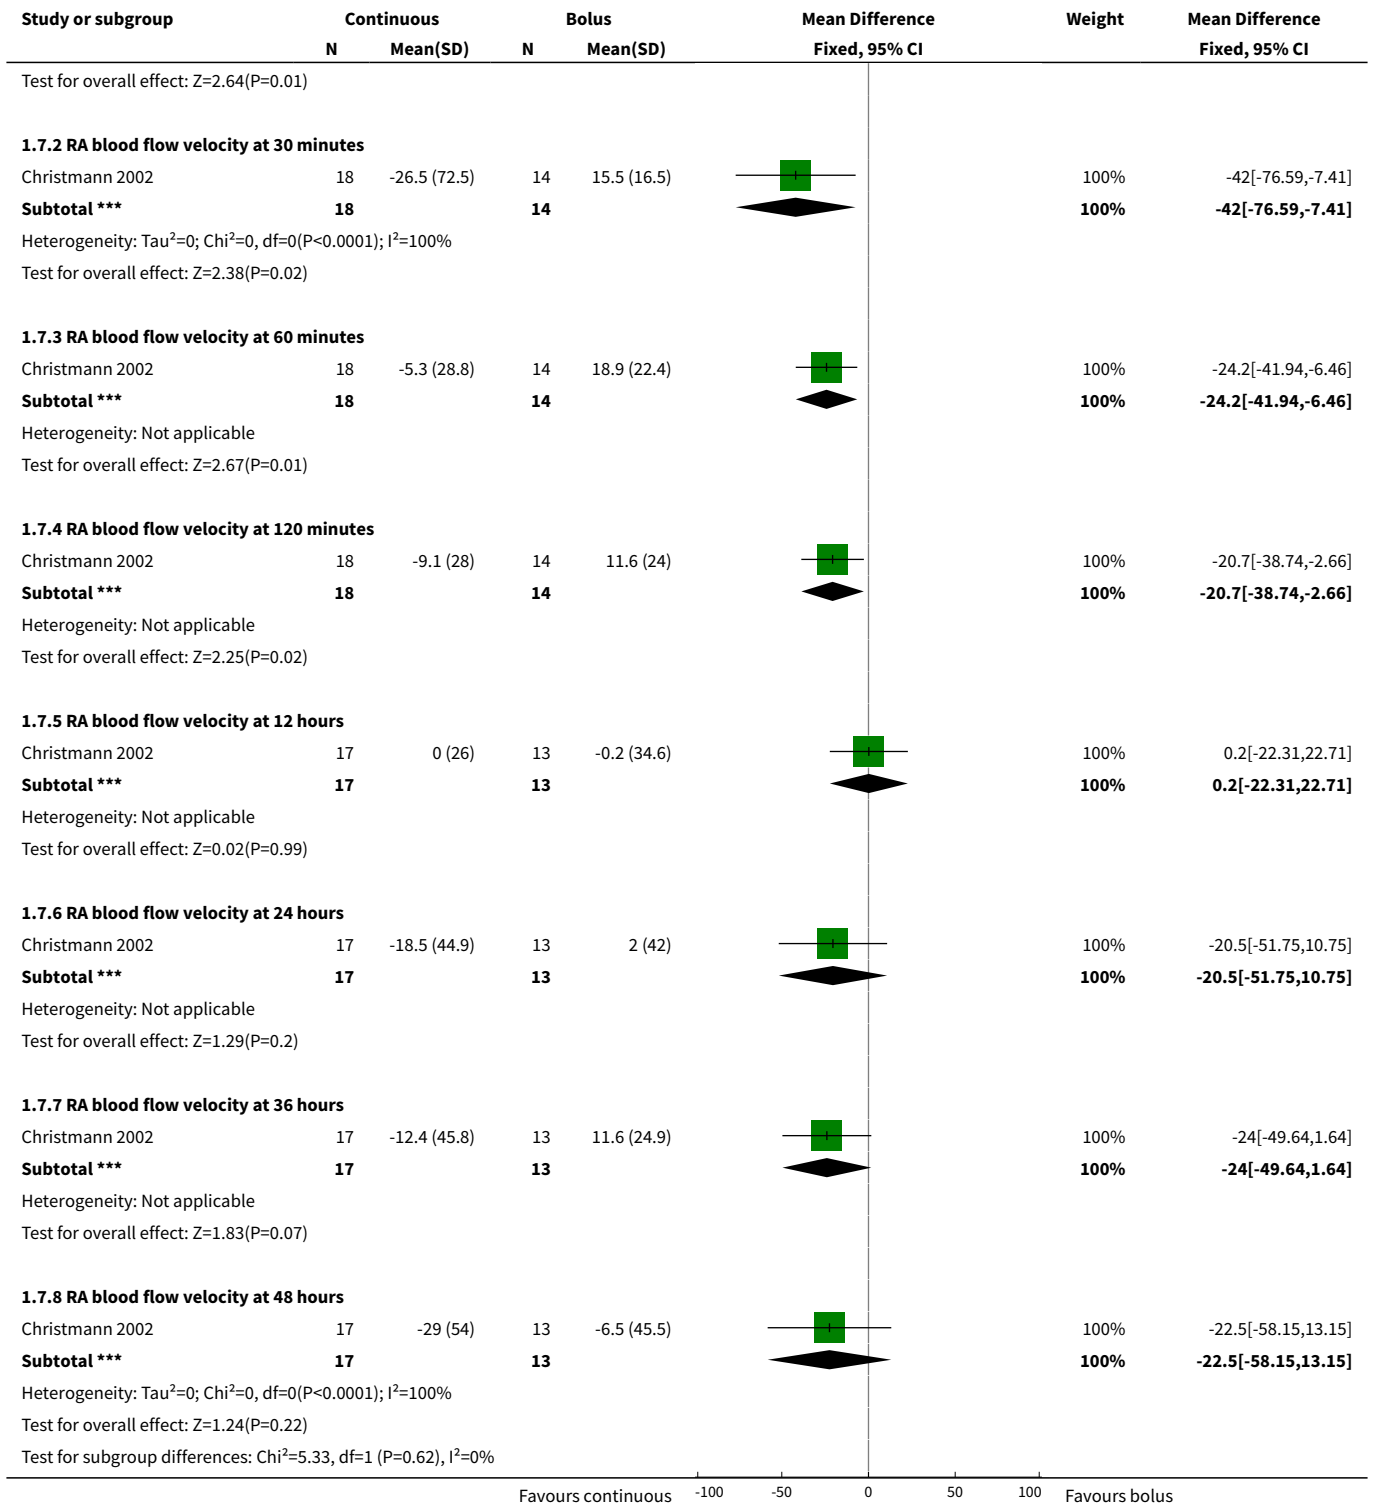 Study or subgroup Continuous Bolus Mean Difference Weight Mean Difference
N Mean(SD) N Mean(SD) Fixed, 95% CI Fixed, 95% CI
Test for overall effect: Z=2.64(P=0.01)
1.7.2 RA blood flow velocity at 30 minutes
Christmann 2002 18 -26.5 (72.5) 14 15.5 (16.5) 100% -42[-76.59,-7.41]
Subtotal *** 18 14 100% -42[-76.59,-7.41]
Heterogeneity: Tau²=0; Chi²=0, df=0(P<0.0001); I²=100%
Test for overall effect: Z=2.38(P=0.02)
1.7.3 RA blood flow velocity at 60 minutes
Christmann 2002 18 -5.3 (28.8) 14 18.9 (22.4) 100% -24.2[-41.94,-6.46]
Subtotal *** 18 14 100% -24.2[-41.94,-6.46]
Heterogeneity: Not applicable
Test for overall effect: Z=2.67(P=0.01)
1.7.4 RA blood flow velocity at 120 minutes
Christmann 2002 18 -9.1 (28) 14 11.6 (24) 100% -20.7[-38.74,-2.66]
Subtotal *** 18 14 100% -20.7[-38.74,-2.66]
Heterogeneity: Not applicable
Test for overall effect: Z=2.25(P=0.02)
1.7.5 RA blood flow velocity at 12 hours
Christmann 2002 17 0 (26) 13 -0.2 (34.6) 100% 0.2[-22.31,22.71]
Subtotal *** 17 13 100% 0.2[-22.31,22.71]
Heterogeneity: Not applicable
Test for overall effect: Z=0.02(P=0.99)
1.7.6 RA blood flow velocity at 24 hours
Christmann 2002 17 -18.5 (44.9) 13 2 (42) 100% -20.5[-51.75,10.75]
Subtotal *** 17 13 100% -20.5[-51.75,10.75]
Heterogeneity: Not applicable
Test for overall effect: Z=1.29(P=0.2)
1.7.7 RA blood flow velocity at 36 hours
Christmann 2002 17 -12.4 (45.8) 13 11.6 (24.9) 100% -24[-49.64,1.64]
Subtotal *** 17 13 100% -24[-49.64,1.64]
Heterogeneity: Not applicable
Test for overall effect: Z=1.83(P=0.07)
1.7.8 RA blood flow velocity at 48 hours
Christmann 2002 17 -29 (54) 13 -6.5 (45.5) 100% -22.5[-58.15,13.15]
Subtotal *** 17 13 100% -22.5[-58.15,13.15]
Heterogeneity: Tau²=0; Chi²=0, df=0(P<0.0001); I²=100%
Test for overall effect: Z=1.24(P=0.22)
Test for subgroup differences: Chi²=5.33, df=1 (P=0.62), I²=0%
Favours continuous -100 -50 0 50 100 Favours bolus